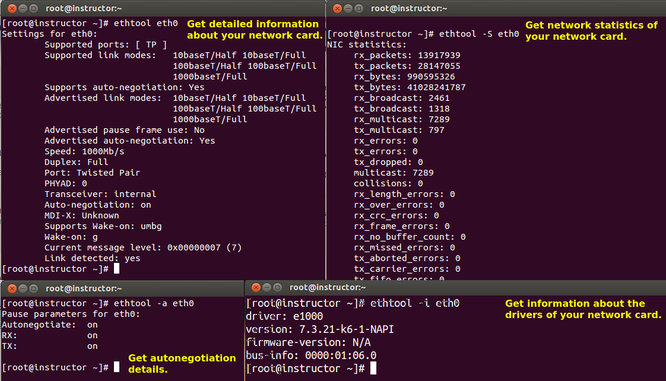 root@instructor:~
[root@instructor ~]# ethtool eth0
Get detailed information
about your network card.
Settings for eth0:
Supported ports: [ TP ]
Supported link modes: 10baseT/Half 10baseT/Full
100baseT/Half 100baseT/Full
1000baseT/Full
Supports auto-negotiation: Yes
Advertised link modes: 10baseT/Half 10baseT/Full
100baseT/Half 100baseT/Full
1000baseT/Full
Advertised pause frame use: No
Advertised auto-negotiation: Yes
Speed: 1000Mb/s
Duplex: Full
Port: Twisted Pair
PHYAD: 0
Transceiver: internal
Auto-negotiation: on
MDI-X: Unknown
Supports Wake-on: umbg
Wake-on: g
Current message level: 0x00000007 (7)
Link detected: yes
[root@instructor ~]#
root@instructor:~
Get network statistics of
your network card.
[root@instructor ~]# ethtool -S eth0
NIC statistics:
rx_packets: 13917939
tx_packets: 28147055
rx_bytes: 990595326
tx_bytes: 41028241787
rx_broadcast: 2461
tx_broadcast: 1318
rx_multicast: 7289
tx_multicast: 797
rx_errors: 0
tx_errors: 0
tx_dropped: 0
multicast: 7289
collisions: 0
rx_length_errors: 0
rx_over_errors: 0
rx_crc_errors: 0
rx_frame_errors: 0
rx_no_buffer_count: 0
rx_missed_errors: 0
tx_aborted_errors: 0
tx_carrier_errors: 0
tx_fifo_errors: 0
root@instructor:~
[root@instructor ~]# ethtool -a eth0
Pause parameters for eth0:
Autonegotiate: on
RX: on
TX: on
[root@instructor ~]#
Get autonegotiation
details.
root@instructor:~
[root@instructor ~]# ethtool -i eth0
driver: e1000
version: 7.3.21-k6-1-NAPI
firmware-version: N/A
bus-info: 0000:01:06.0
[root@instructor ~]#
Get information about the
drivers of your network card.